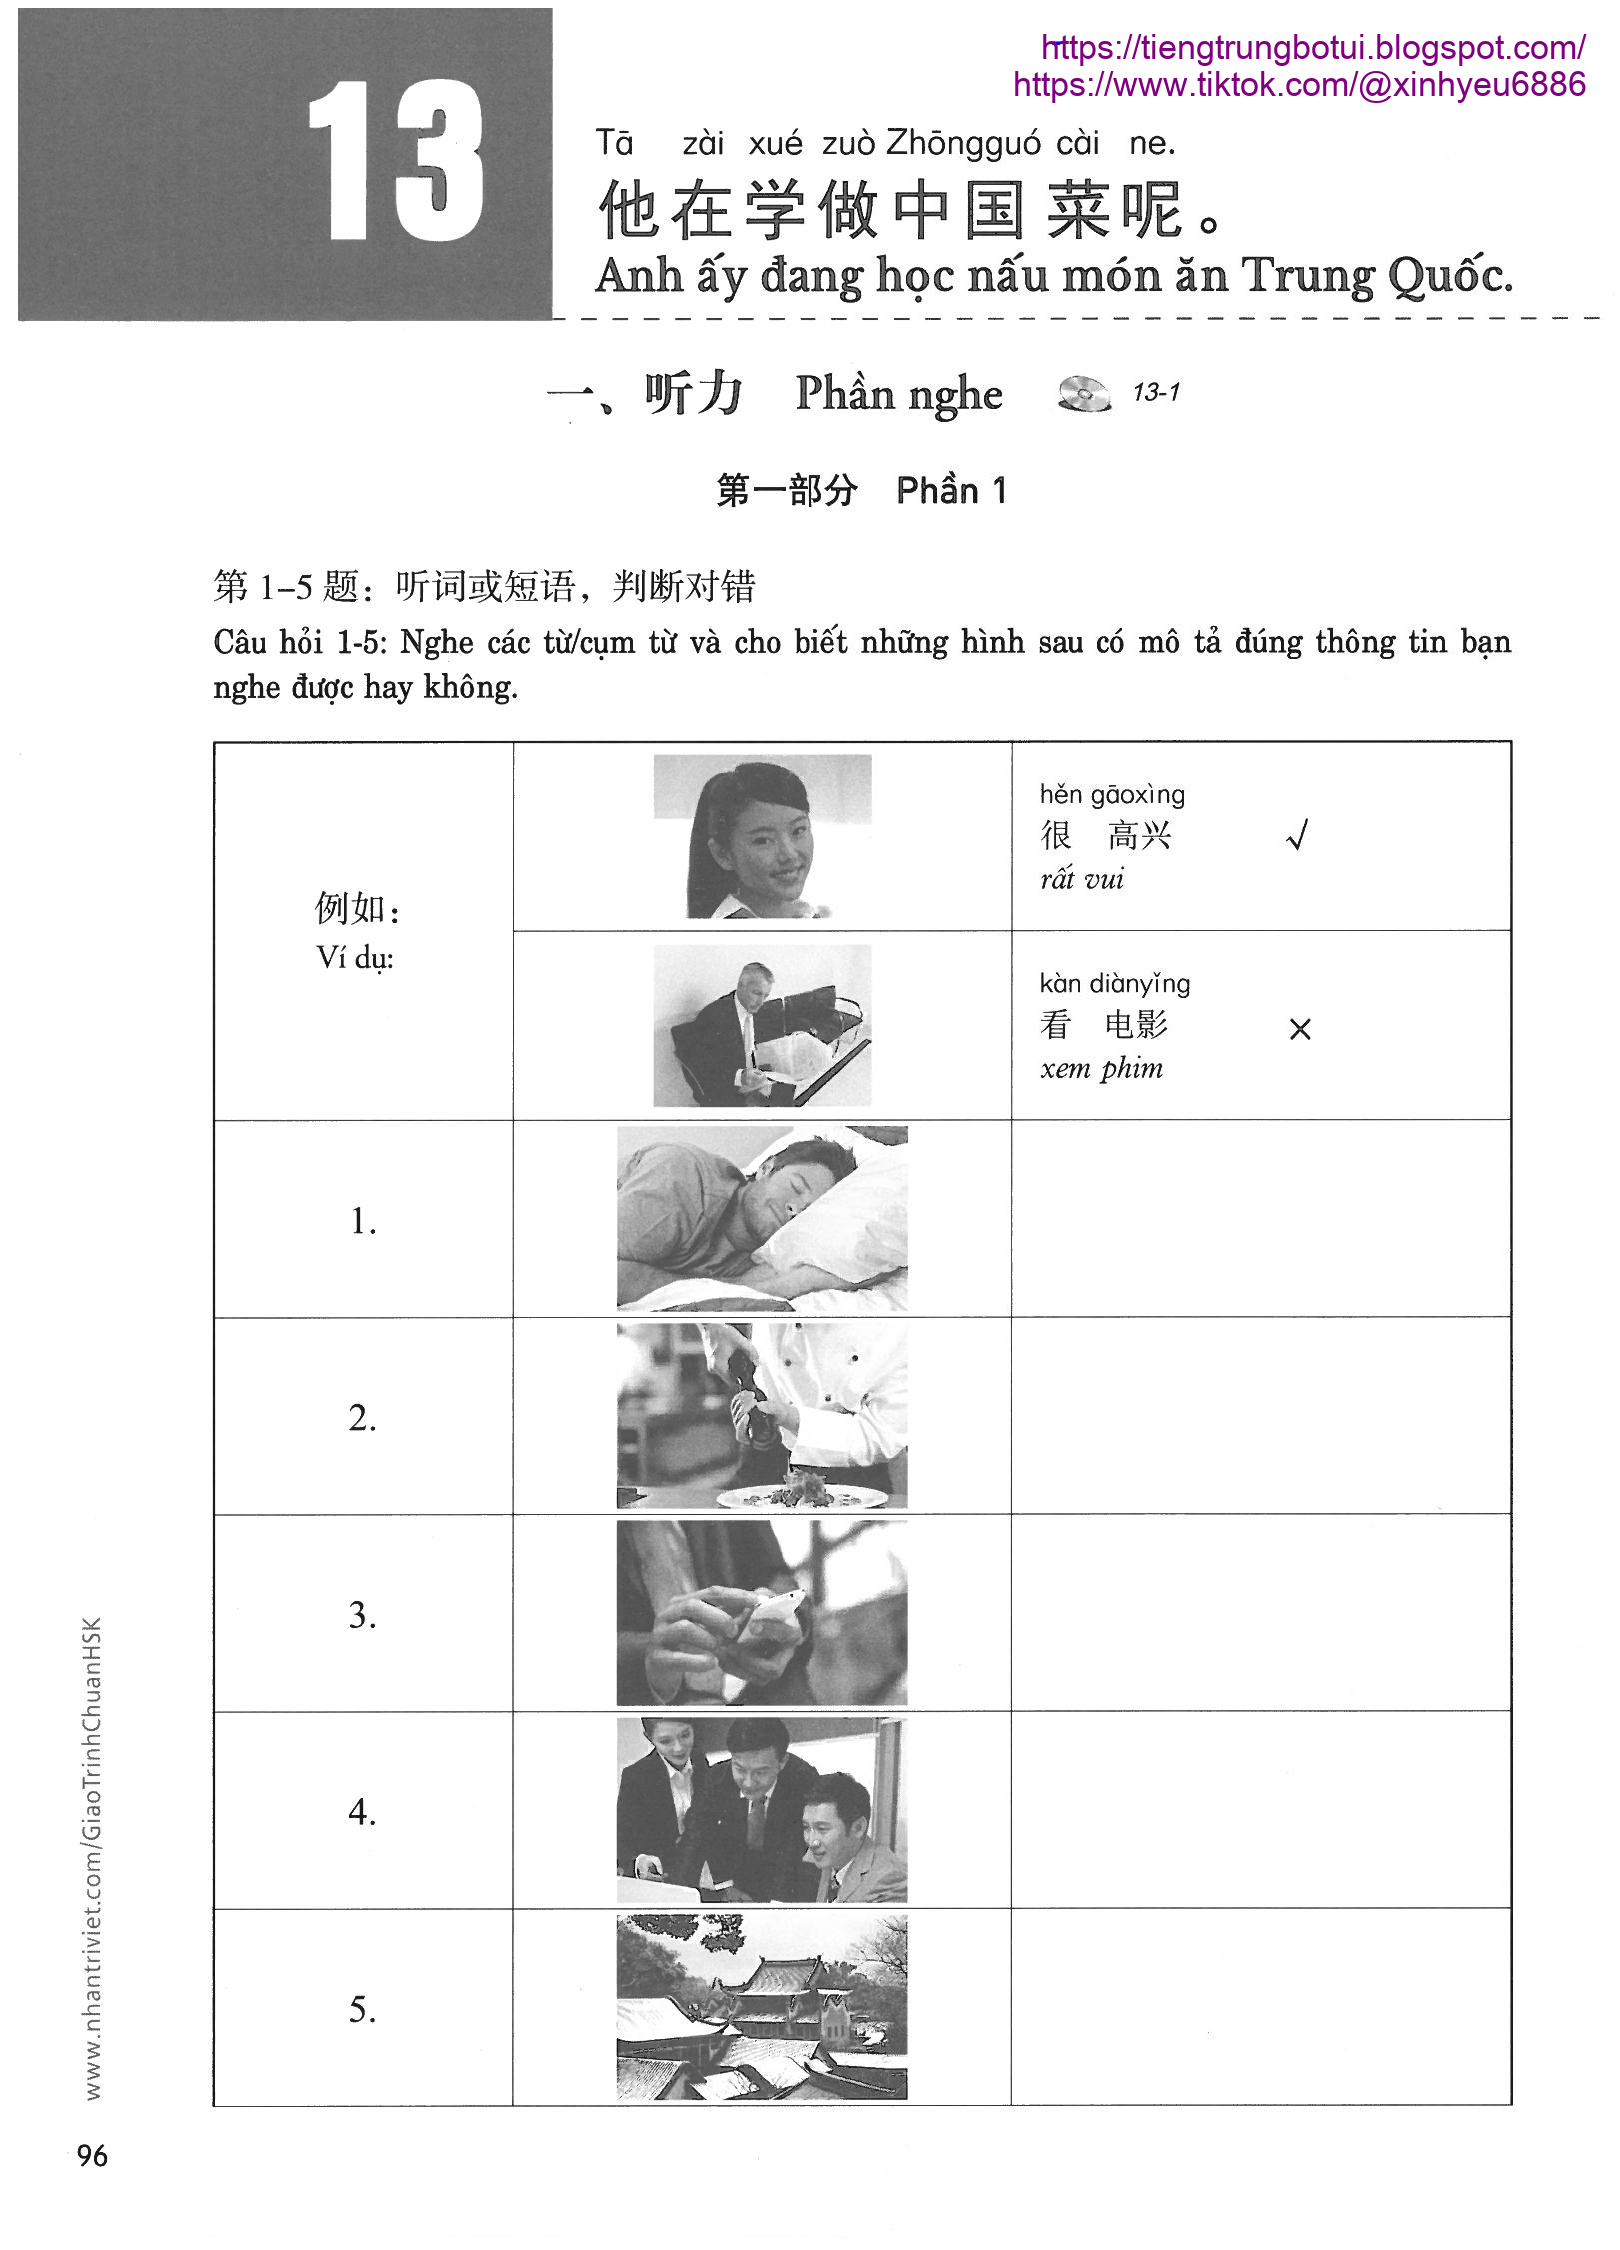 https://tiengtrungbotui.blogspot.com/
https://www.tiktok.com/@xinhyeu6886
13
Tā zài xué zuò Zhōngguó cài ne.
他在学做中国菜呢。
Anh ấy đang học nấu món ăn Trung Quốc.
一、听力 Phần nghe 13-1
第一部分 Phần 1
第 1–5 题：听词或短语，判断对错
Câu hỏi 1-5: Nghe các từ/cụm từ và cho biết những hình sau có mô tả đúng thông tin bạn
nghe được hay không.
例如：
Ví dụ:
hěn gāoxìng
很 高兴 √
rất vui
kàn diànyǐng
看 电影 ×
xem phim
1.
2.
3.
4.
5.
www.nhantriviet.com/GiaoTrinhChuanHSK
96